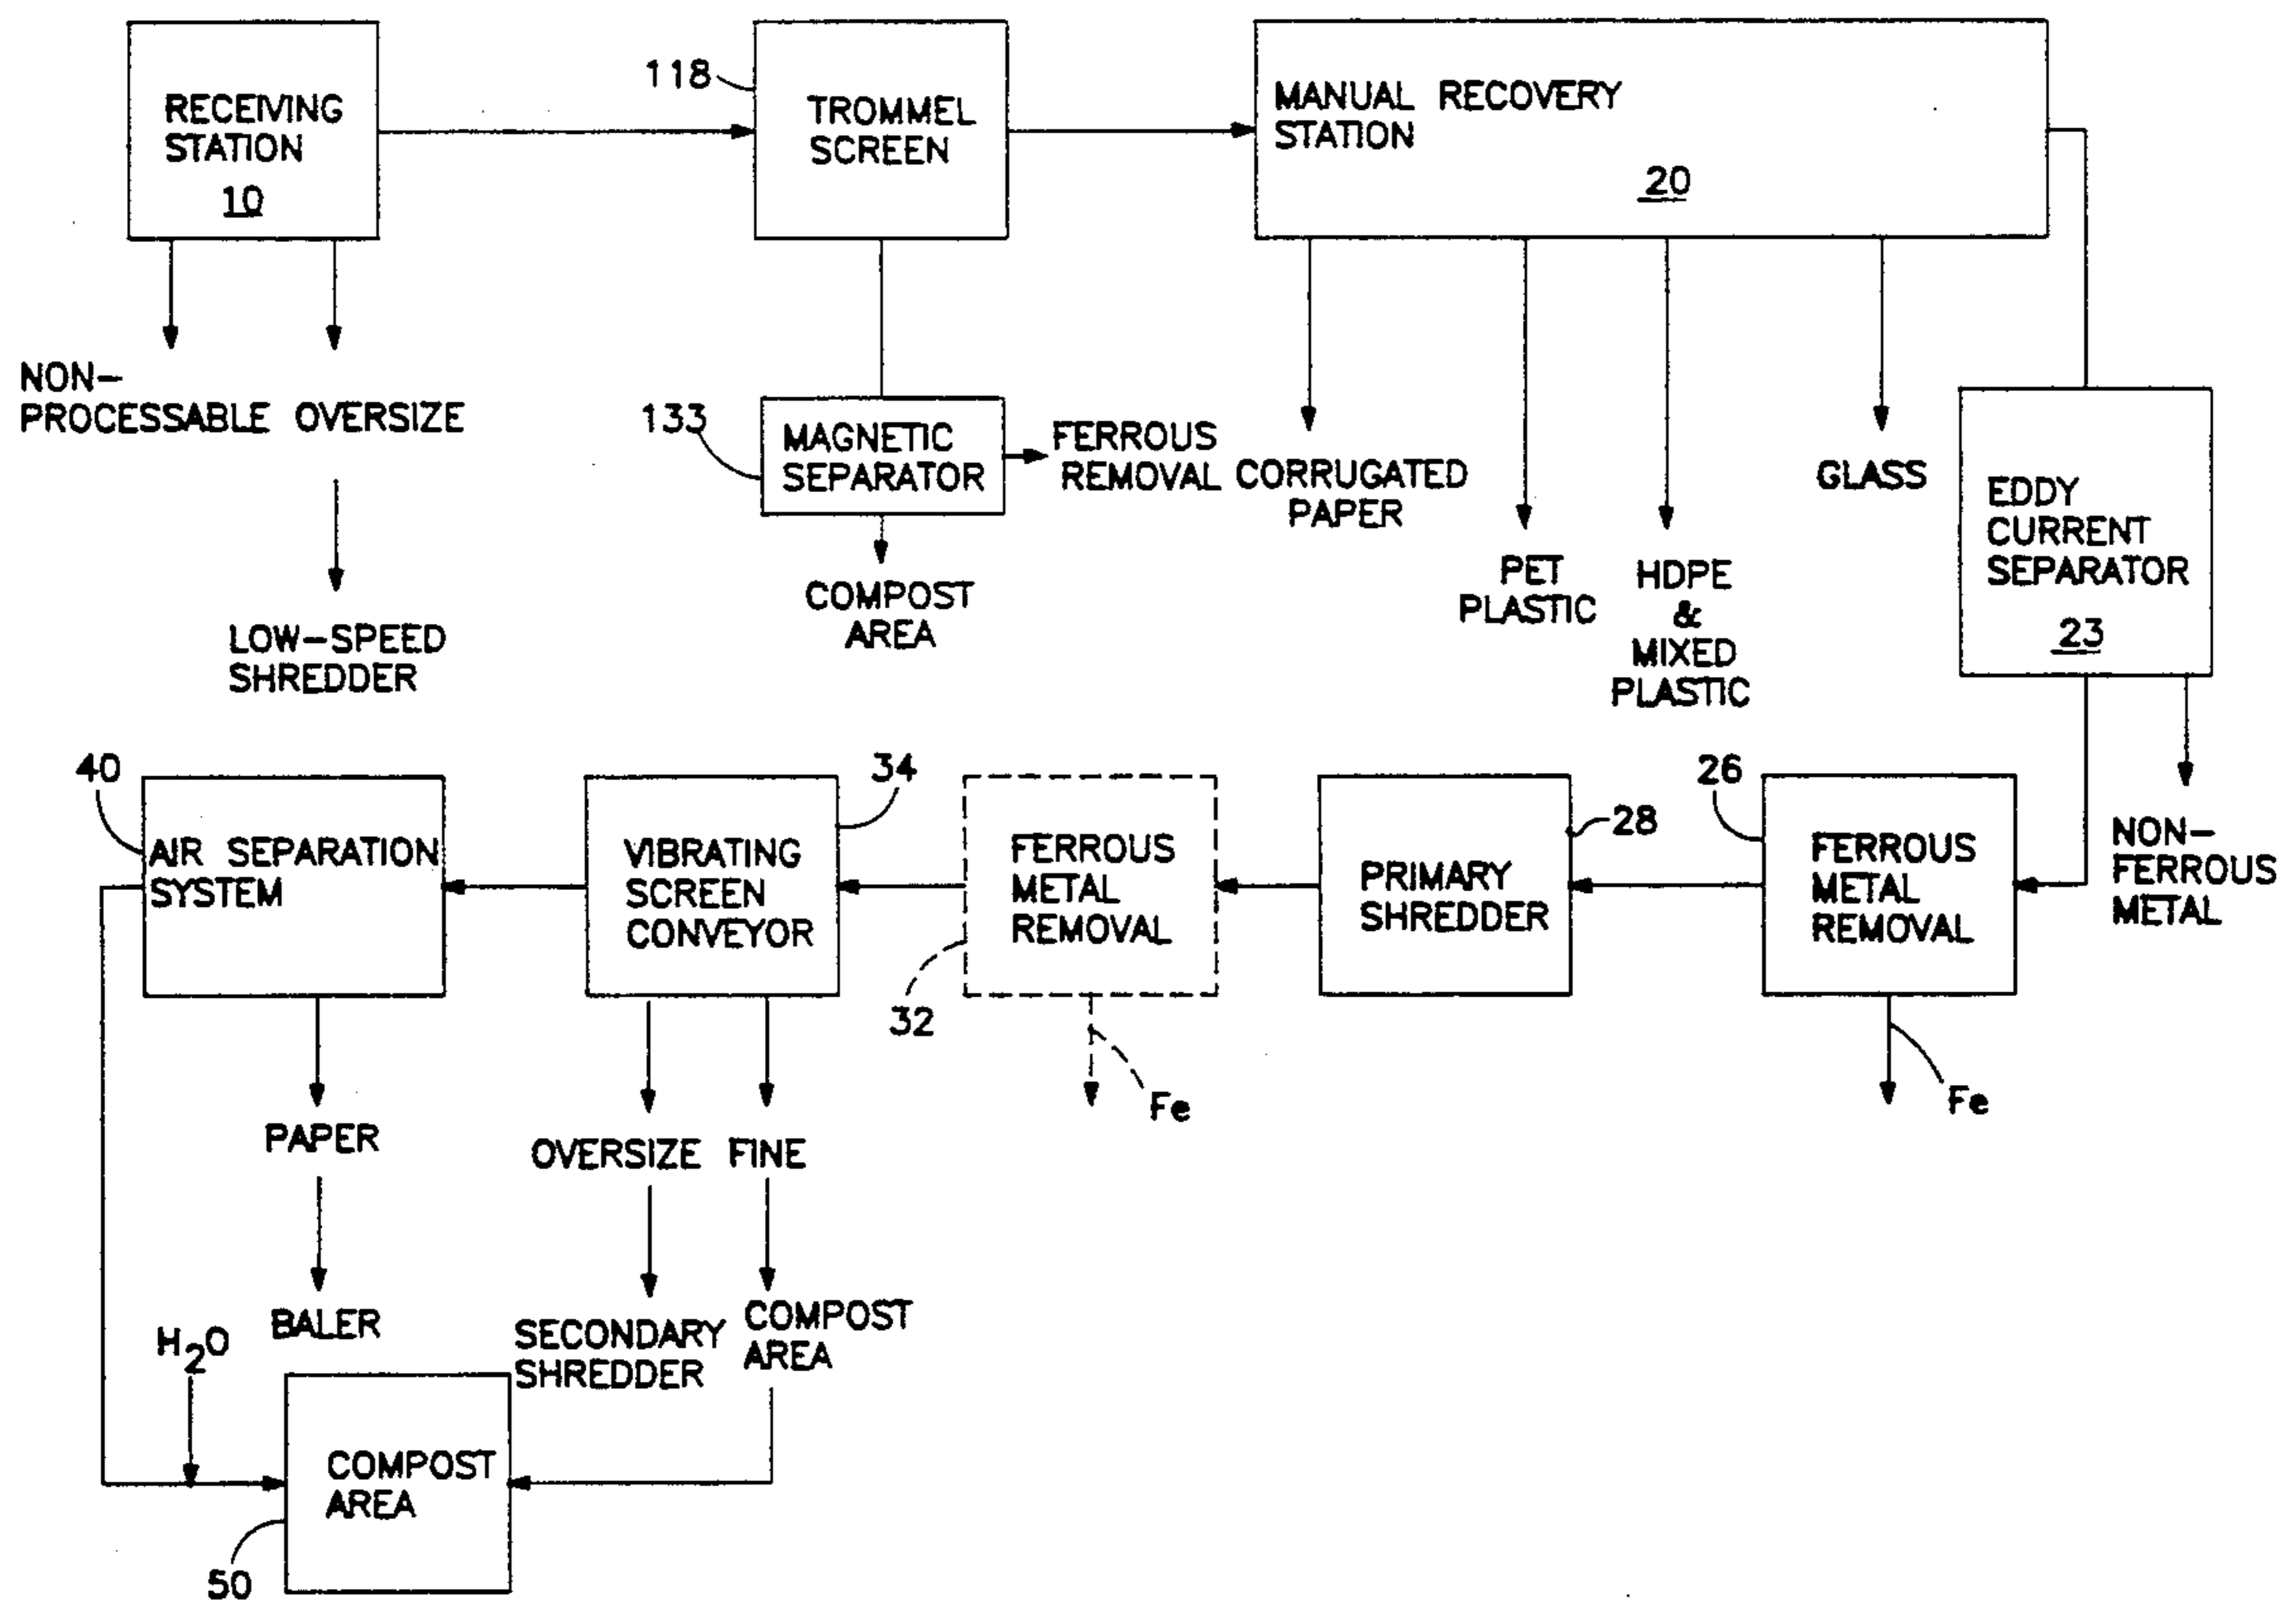 RECEIVING
STATION
10
118
TROMMEL
SCREEN
MANUAL RECOVERY
STATION
20
NON-
PROCESSABLE OVERSIZE
LOW-SPEED
SHREDDER
133
MAGNETIC
SEPARATOR
FERROUS
REMOVAL
COMPOST
AREA
CORRUGATED
PAPER
PET
PLASTIC
HDPE
&
MIXED
PLASTIC
GLASS
EDDY
CURRENT
SEPARATOR
23
NON-
FERROUS
METAL
26
FERROUS
METAL
REMOVAL
Fe
28
PRIMARY
SHREDDER
FERROUS
METAL
REMOVAL
32
Fe
34
VIBRATING
SCREEN
CONVEYOR
OVERSIZE FINE
SECONDARY
SHREDDER
COMPOST
AREA
40
AIR SEPARATION
SYSTEM
PAPER
BALER
H2O
COMPOST
AREA
50